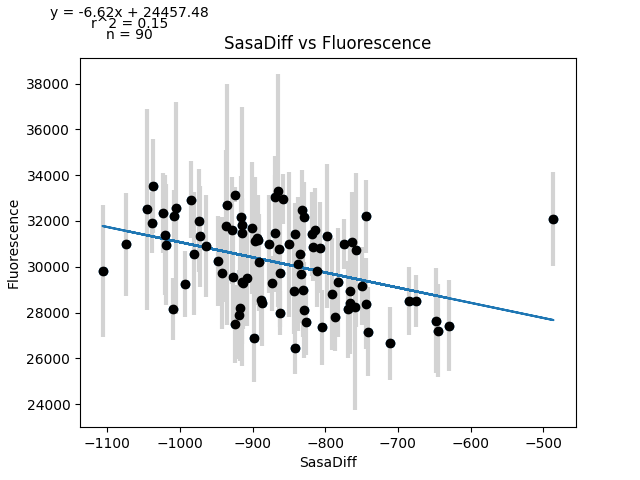 y = -6.62x + 24457.48
r^2 = 0.15
n = 90
SasaDiff vs Fluorescence
38000
36000
34000
32000
30000
28000
26000
24000
Fluorescence
−1100 −1000 −900 −800 −700 −600 −500
SasaDiff